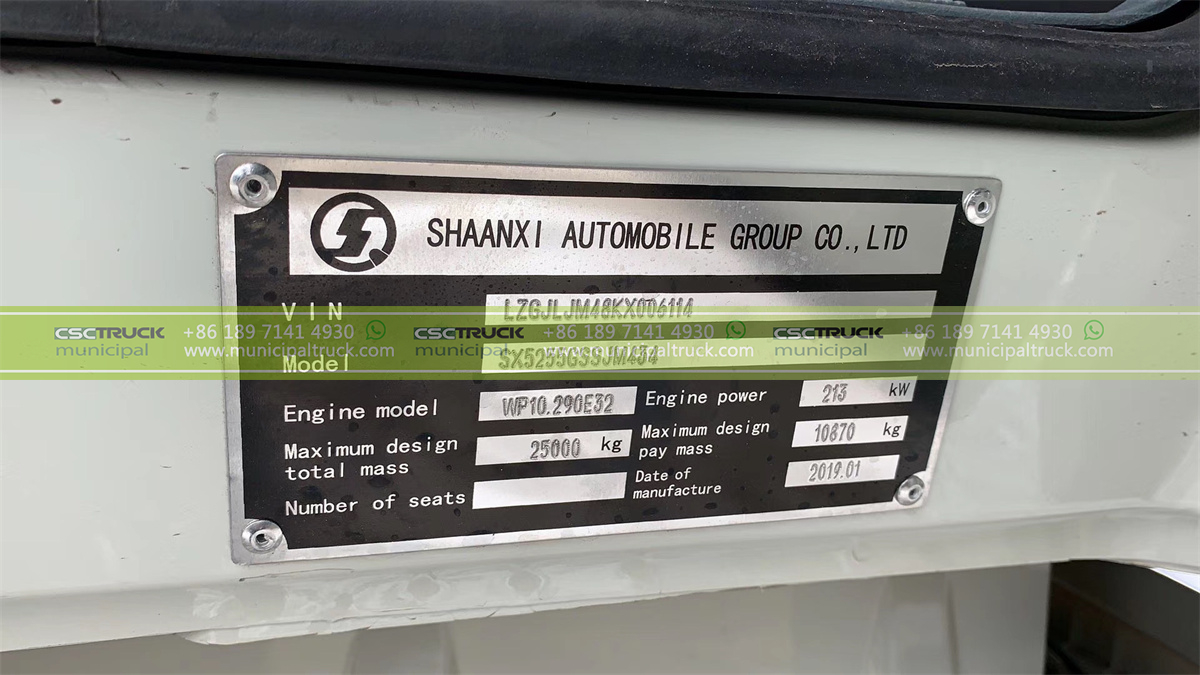 SHAANXI AUTOMOBILE GROUP CO.,LTD
VIN LZGJLJM48KX006114
CSCTRUCK municipal +86 189 7141 4930 www.municipaltruck.com
CSCTRUCK municipal +86 189 7141 4930 www.municipaltruck.com
CSCTRUCK municipal +86 189 7141 4930 www.municipaltruck.com
Model SX5255GSSJM434
Engine model WP10.290E32 Engine power 213 kW
Maximum design total mass 25000 kg Maximum design pay mass 10870 kg
Number of seats Date of manufacture 2019.01